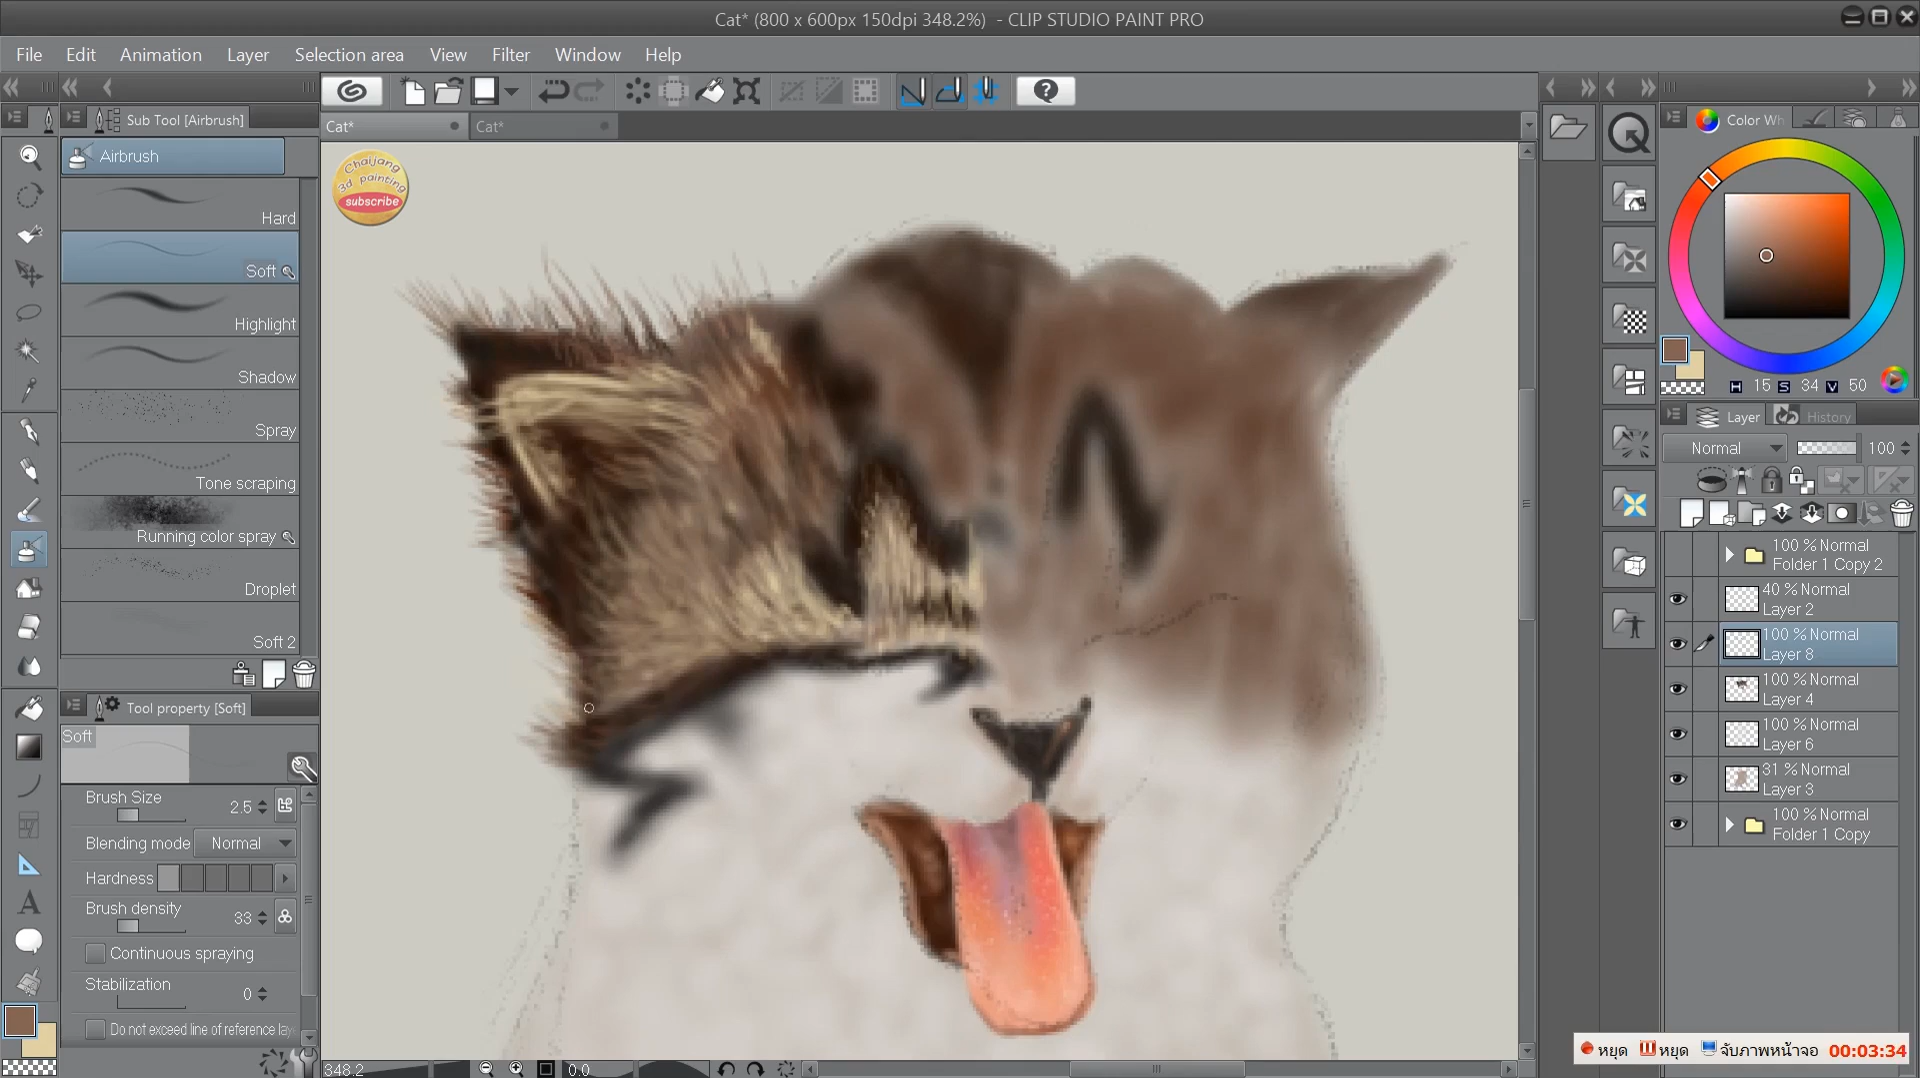 Cat* (800 x 600px 150dpi 348.2%) - CLIP STUDIO PAINT PRO
File Edit Animation Layer Selection area View Filter Window Help
Sub Tool [Airbrush]
Cat* Cat*
Color Wh
Airbrush
Hard
Soft
Highlight
Shadow
Spray
Tone scraping
Running color spray
Droplet
Soft 2
Chaijang
3d painting
subscribe
H 15 S 34 V 50
Layer History
Normal 100
100 % Normal
Folder 1 Copy 2
40 % Normal
Layer 2
100 % Normal
Layer 8
100 % Normal
Layer 4
100 % Normal
Layer 6
31 % Normal
Layer 3
100 % Normal
Folder 1 Copy
Tool property [Soft]
Soft
Brush Size 2.5
Blending mode Normal
Hardness
Brush density 33
Continuous spraying
Stabilization 0
Do not exceed line of reference lay
348.2 0.0
หยุด หยุด จับภาพหน้าจอ 00:03:34